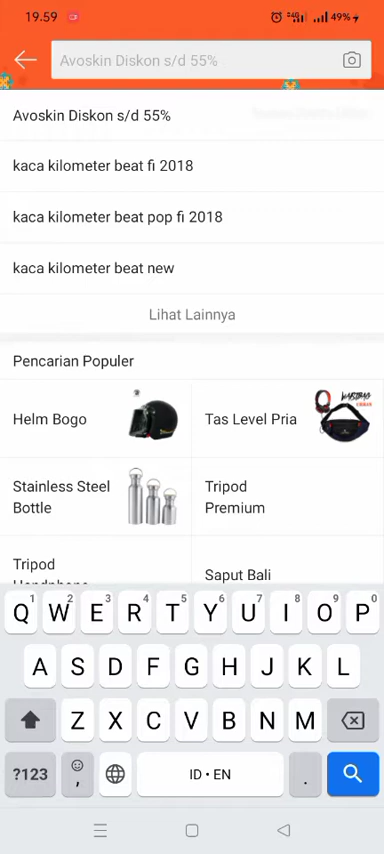 19.59
49%
Avoskin Diskon s/d 55%
Avoskin Diskon s/d 55%
kaca kilometer beat fi 2018
kaca kilometer beat pop fi 2018
kaca kilometer beat new
Lihat Lainnya
Pencarian Populer
Helm Bogo
Tas Level Pria
Stainless Steel
Bottle
Tripod
Premium
Tripod
Handphone
Saput Bali
1 2 3 4 5 6 7 8 9 0
Q W E R T Y U I O P
A S D F G H J K L
Z X C V B N M
?123 , ID • EN .